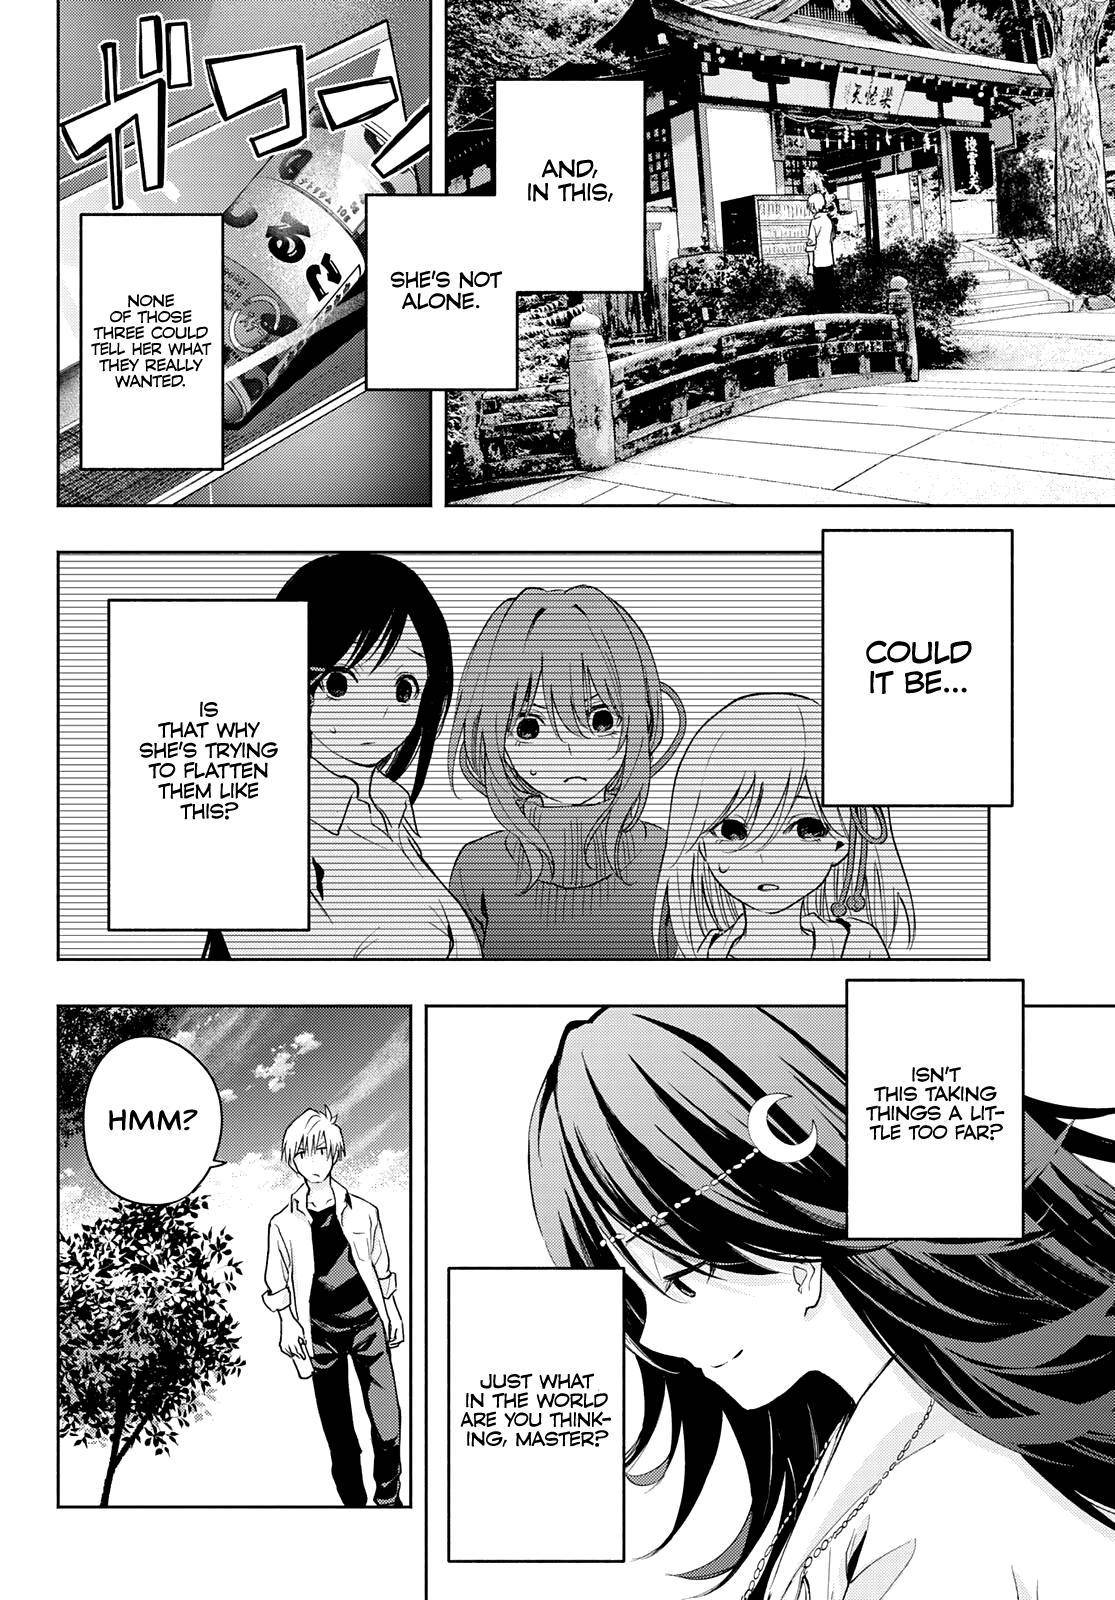 AND,
IN THIS,
SHE'S NOT
ALONE.
ガコン
NONE
OF THOSE
THREE COULD
TELL HER WHAT
THEY REALLY
WANTED.
COULD
IT BE...
IS
THAT WHY
SHE'S TRYING
TO FLATTEN
THEM LIKE
THIS?
ISN'T
THIS TAKING
THINGS A LIT-
TLE TOO FAR?
JUST WHAT
IN THE WORLD
ARE YOU THINK-
ING, MASTER?
HMM?